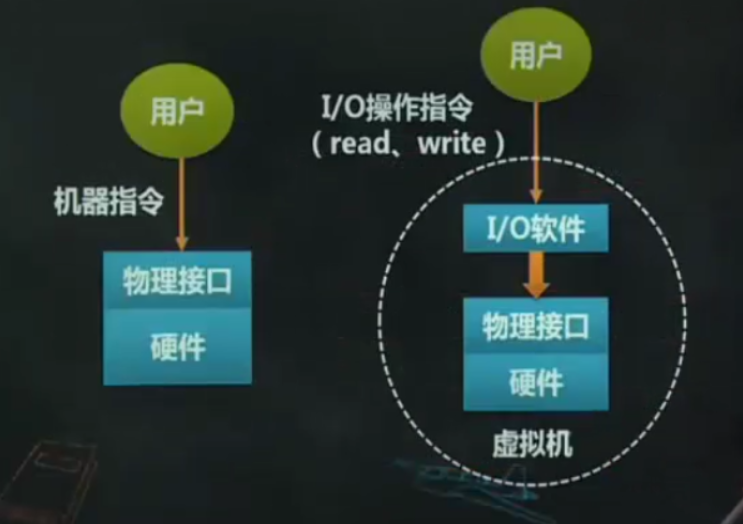 用户
机器指令
物理接口
硬件
用户
I/O操作指令
（read、write）
I/O软件
物理接口
硬件
虚拟机